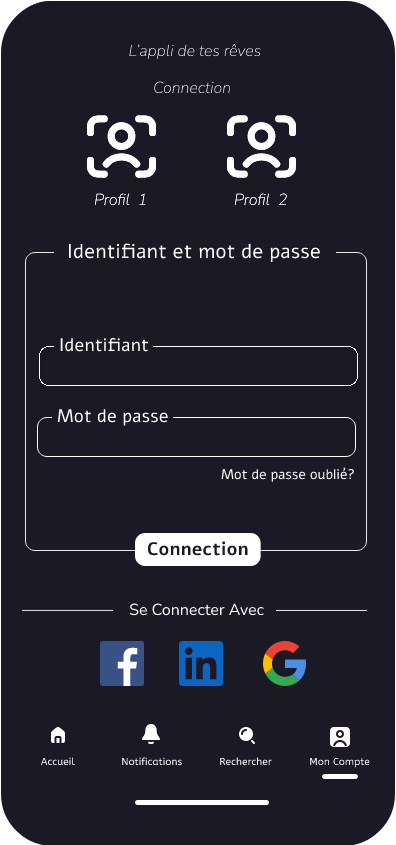 L'appli de tes rêves
Connection
Profil 1 Profil 2
Identifiant et mot de passe
Identifiant
Mot de passe
Mot de passe oublié?
Connection
Se Connecter Avec
f in G
Accueil Notifications Rechercher Mon Compte